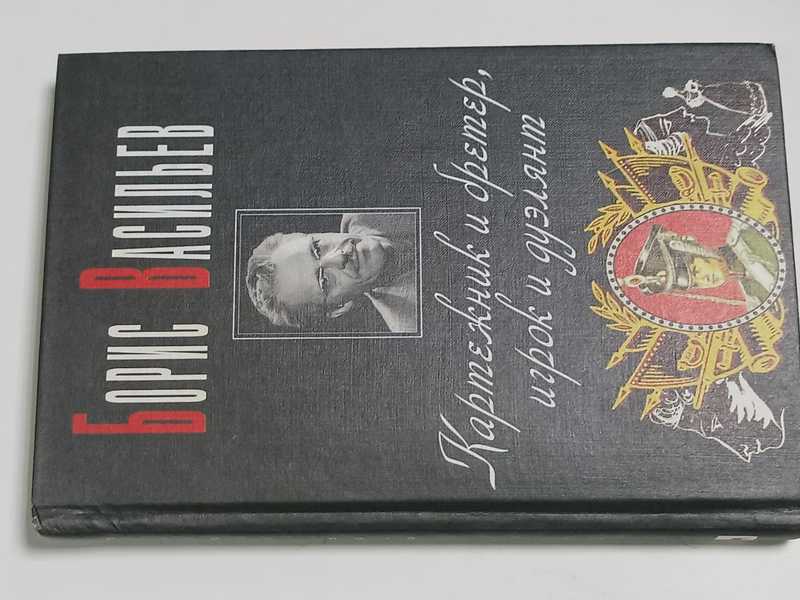 Борис Васильев
Картежник и бретер,
игрок и дуэлянт